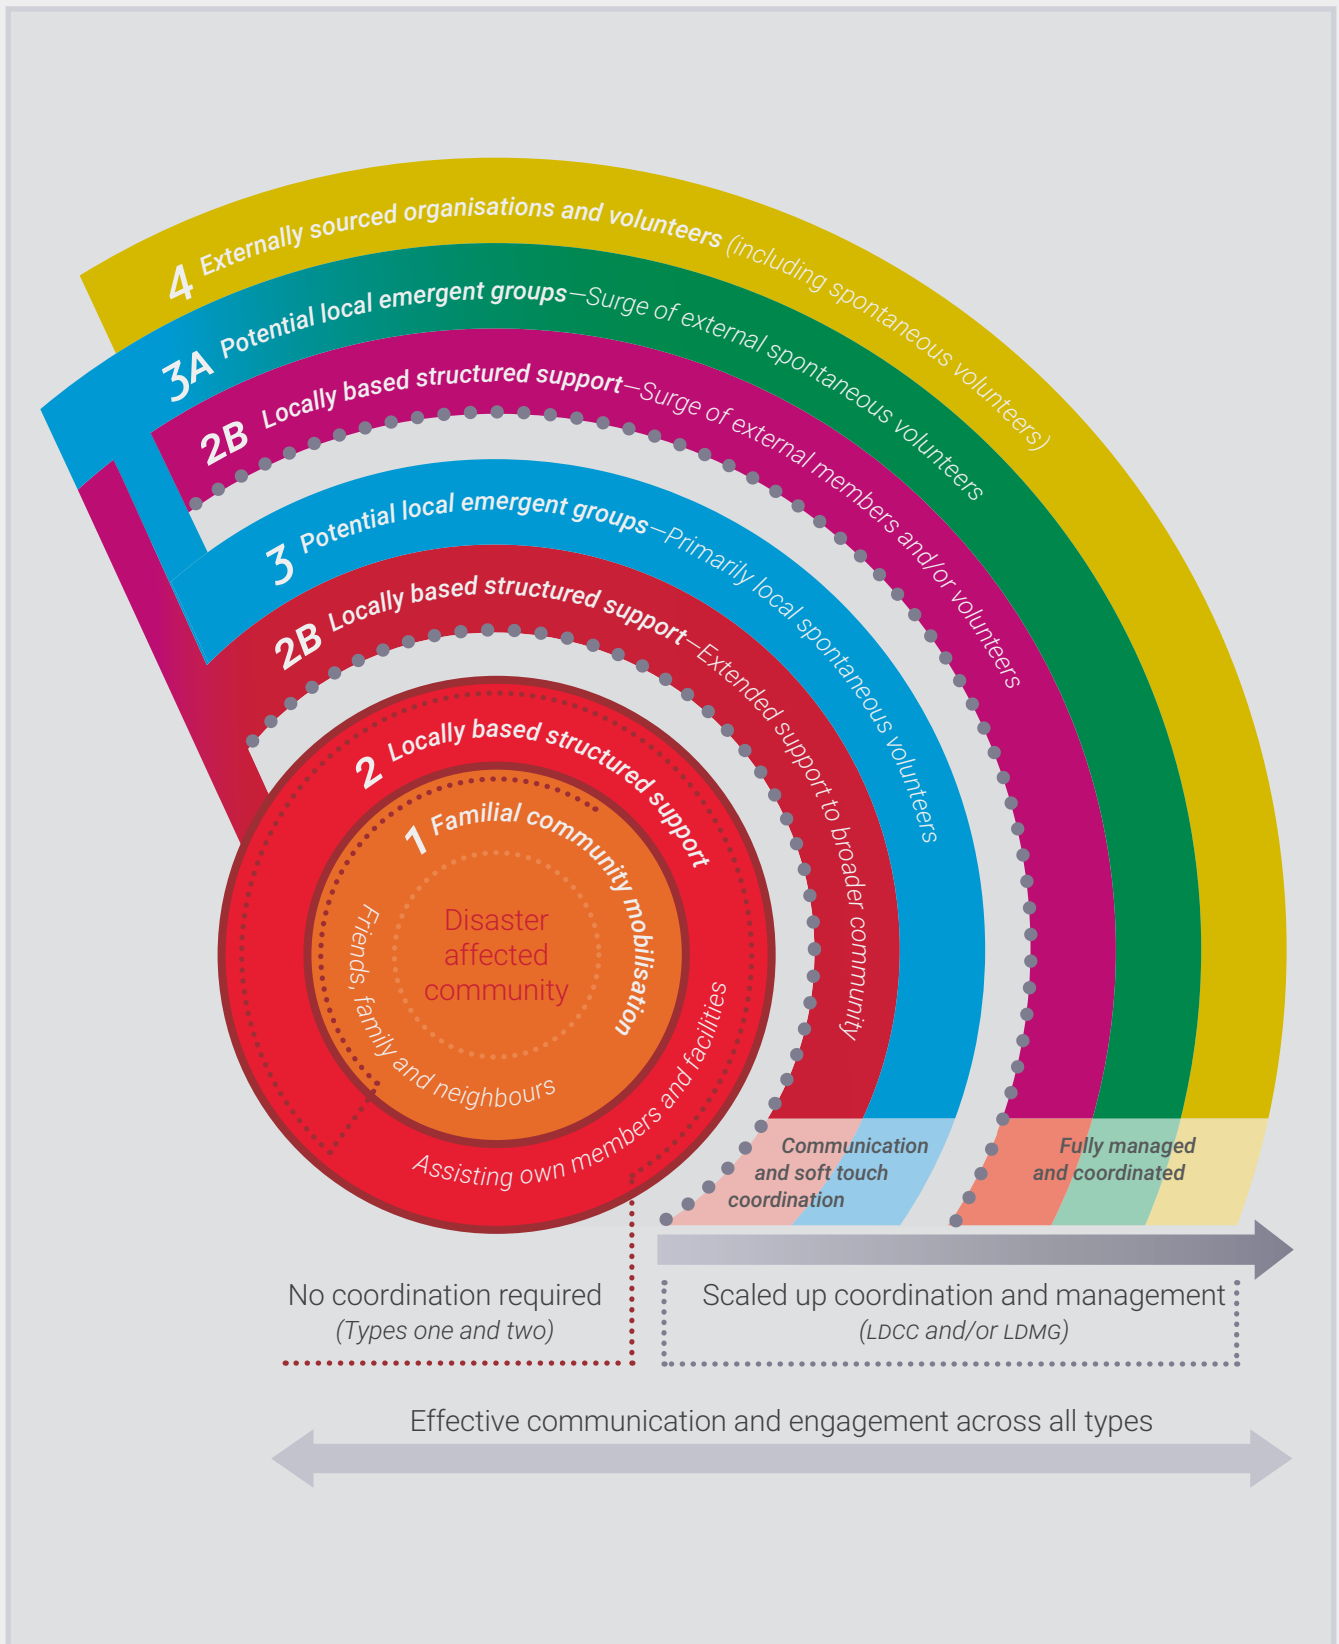 4 Externally sourced organisations and volunteers (including spontaneous volunteers)
3A Potential local emergent groups—Surge of external spontaneous volunteers
2B Locally based structured support—Surge of external members and/or volunteers
3 Potential local emergent groups—Primarily local spontaneous volunteers
2B Locally based structured support—Extended support to broader community
2 Locally based structured support
Assisting own members and facilities
1 Familial community mobilisation
Friends, family and neighbours
Disaster
affected
community
Communication
and soft touch
coordination
Fully managed
and coordinated
No coordination required
(Types one and two)
Scaled up coordination and management
(LDCC and/or LDMG)
Effective communication and engagement across all types